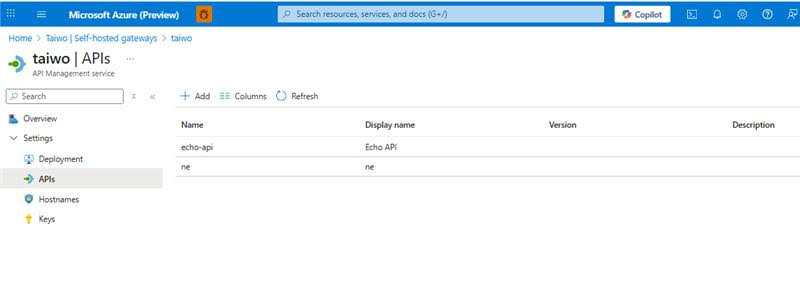 Microsoft Azure (Preview) Search resources, services, and docs (G+/) Copilot
Home > Taiwo | Self-hosted gateways > taiwo
taiwo | APIs ...
API Management service
Search
Add Columns Refresh
Overview
Settings
Deployment
APIs
Hostnames
Keys
Name Display name Version Description
echo-api Echo API
ne ne